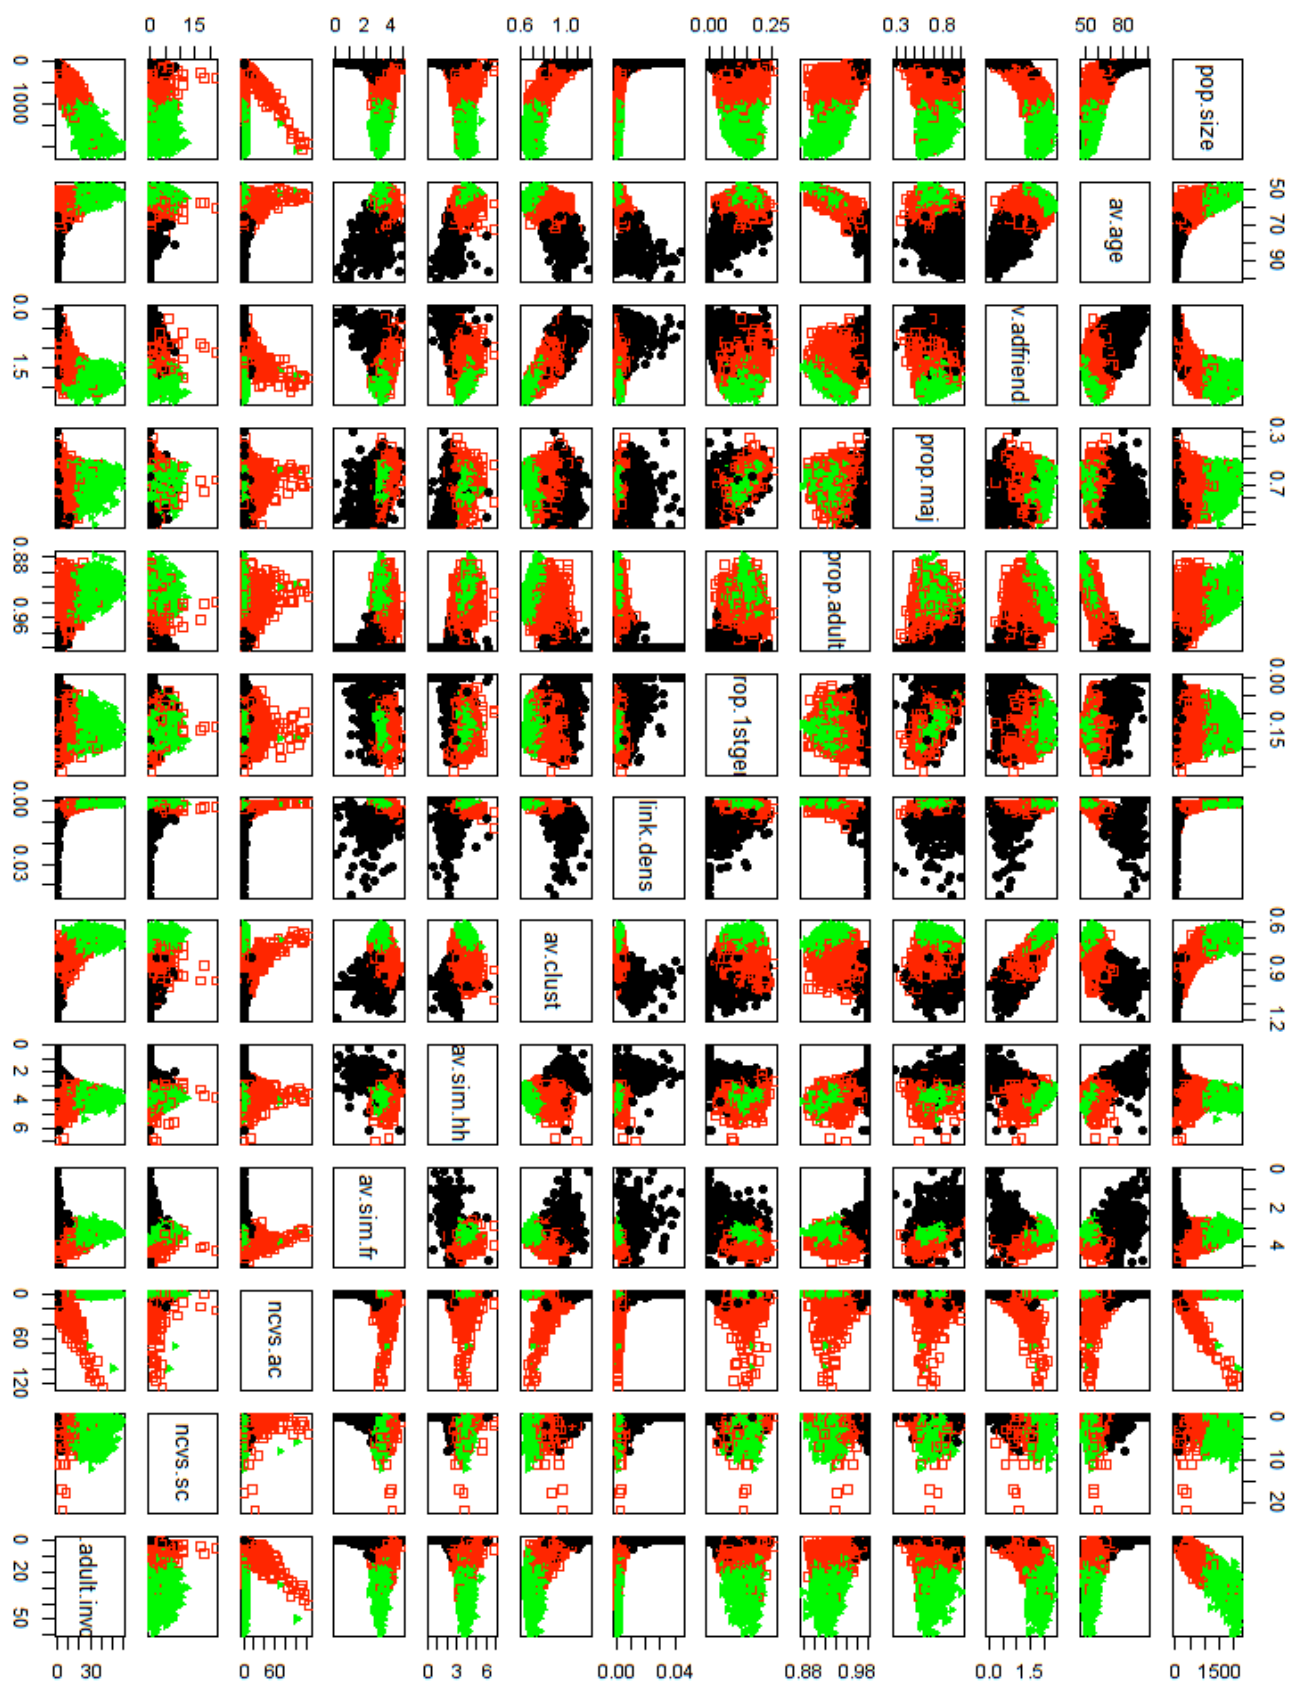 0 15 0 2 4 0.6 1.0 0.00 0.25 0.3 0.8 50 80
0 1000
pop.size
av.age
50 70 90
0.0 1.5
v.adfriend
prop.maj
0.3 0.7
0.88 0.96
prop.adult
rop.1stge
0.00 0.15
0.00 0.03
link.dens
av.clust
0.6 0.9 1.2
0 2 4 6
av.sim.hh
av.sim.fr
0 2 4
0 60 120
ncvs.ac
ncvs.sc
0 10 20
0 20 50
.adult.invo
0 30 0 60 0 3 6 0.00 0.04 0.88 0.98 0.0 1.5 0 1500